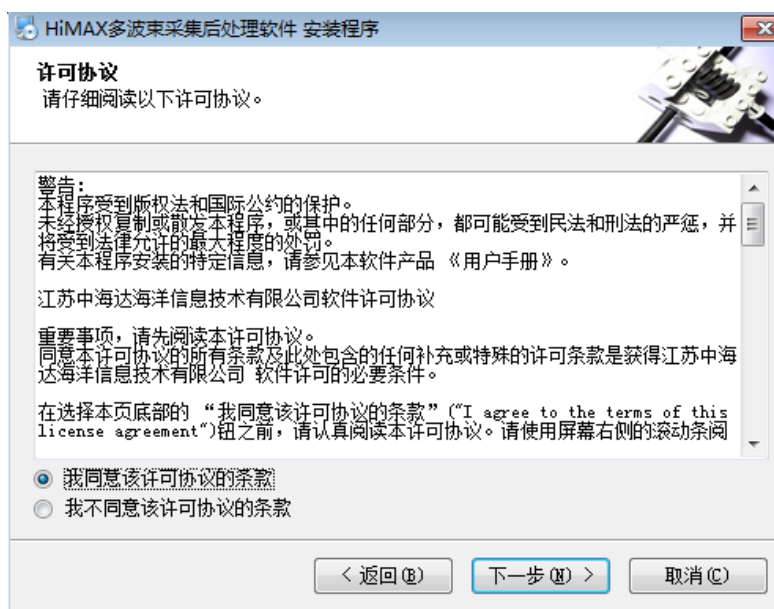 HiMAX多波束采集后处理软件 安装程序
许可协议
请仔细阅读以下许可协议。
警告:
本程序受到版权法和国际公约的保护。
未经授权复制或散发本程序，或其中的任何部分，都可能受到民法和刑法的严惩，并
将受到法律允许的最大程度的处罚。
有关本程序安装的特定信息，请参见本软件产品 《用户手册》。
江苏中海达海洋信息技术有限公司软件许可协议
重要事项，请先阅读本许可协议。
同意本许可协议的所有条款及此处包含的任何补充或特殊的许可条款是获得江苏中海
达海洋信息技术有限公司 软件许可的必要条件。
在选择本页底部的 “我同意该许可协议的条款”("I agree to the terms of this
license agreement")钮之前，请认真阅读本许可协议。请使用屏幕右侧的滚动条阅
我同意该许可协议的条款
我不同意该许可协议的条款
< 返回(B)
下一步(N) >
取消(C)